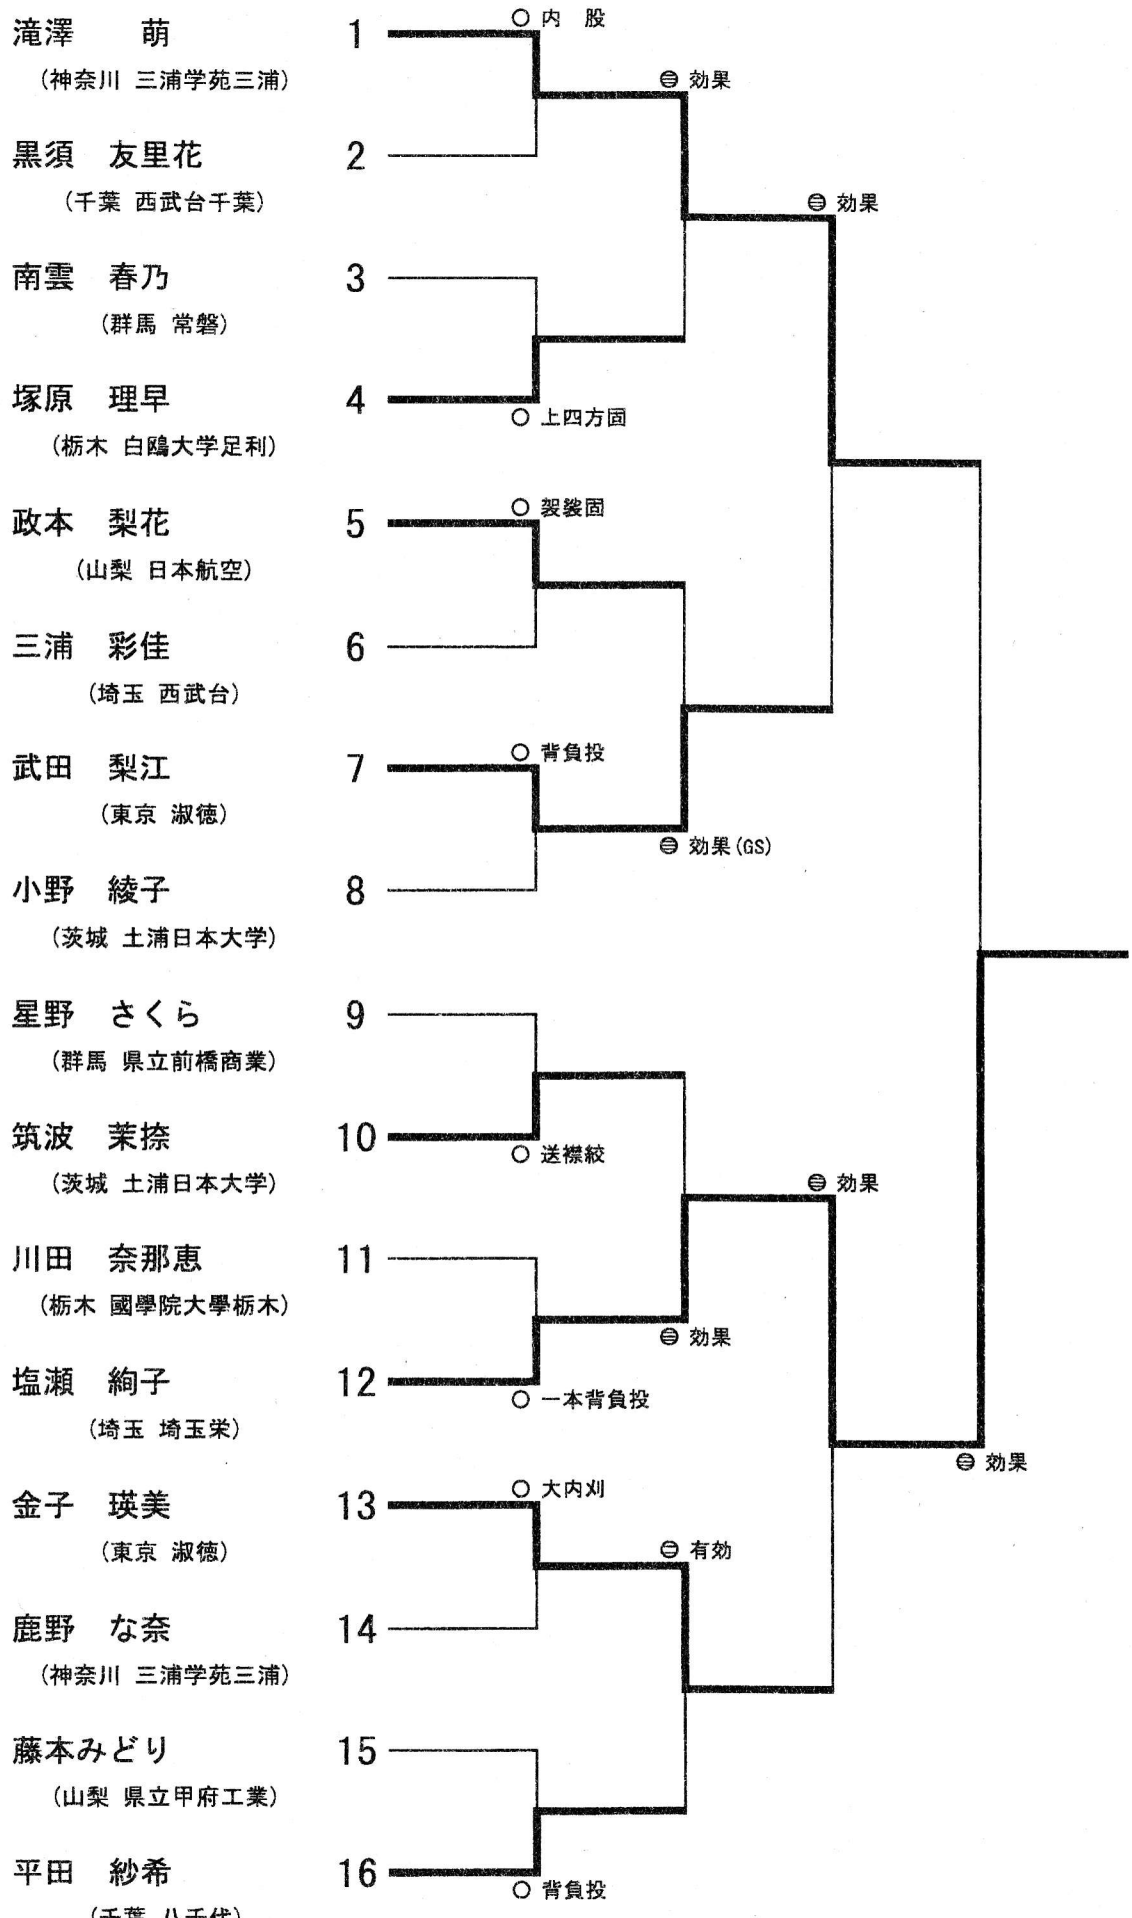 滝澤　萌 1 ○内　股
(神奈川 三浦学苑三浦) 効果
黒須　友里花 2
(千葉 西武台千葉) 効果
南雲　春乃 3
(群馬 常磐)
塚原　理早 4 ○上四方固
(栃木 白鷗大学足利)
政本　梨花 5 ○袈裟固
(山梨 日本航空)
三浦　彩佳 6
(埼玉 西武台)
武田　梨江 7 ○背負投
(東京 淑徳) 効果(GS)
小野　綾子 8
(茨城 土浦日本大学)
星野　さくら 9
(群馬 県立前橋商業)
筑波　茉捺 10 ○送襟絞
(茨城 土浦日本大学) 効果
川田　奈那恵 11
(栃木 國學院大學栃木) 効果
塩瀬　絢子 12 ○一本背負投
(埼玉 埼玉栄) 効果
金子　瑛美 13 ○大内刈
(東京 淑徳) 有効
鹿野　な奈 14
(神奈川 三浦学苑三浦)
藤本みどり 15
(山梨 県立甲府工業)
平田　紗希 16 ○背負投
(千葉 八千代)